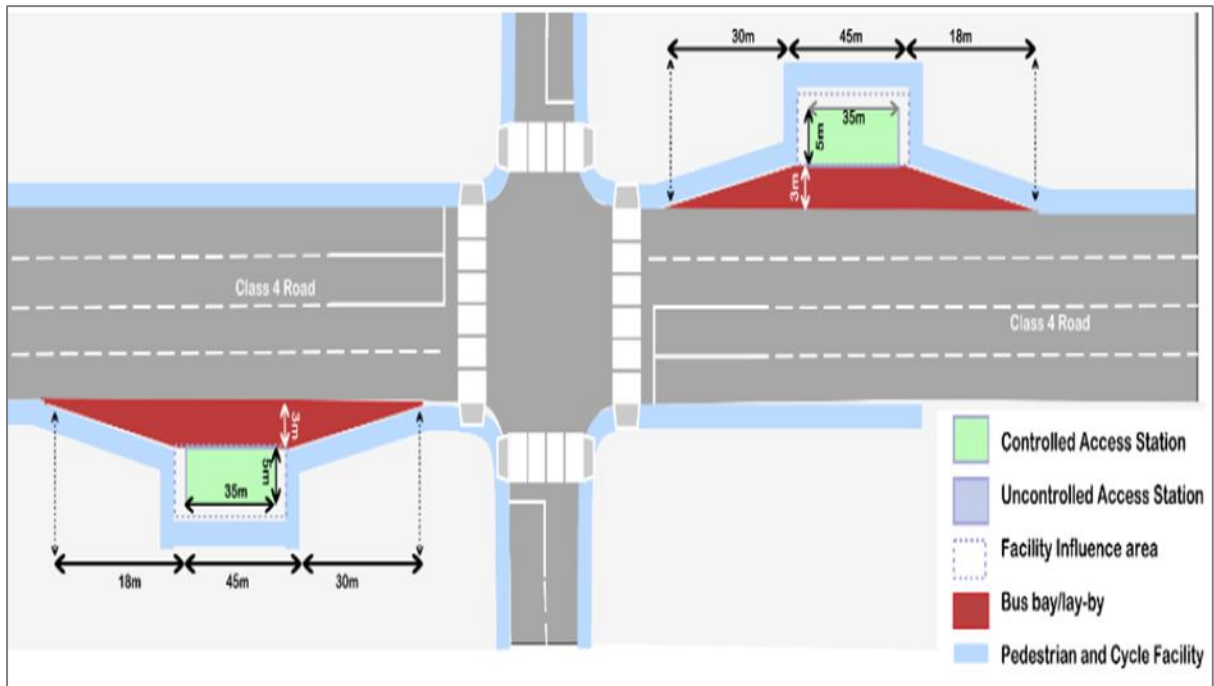 30m
45m
18m
35m
5m
3m
Class 4 Road
Class 4 Road
3m
5m
35m
18m
45m
30m
Controlled Access Station
Uncontrolled Access Station
Facility Influence area
Bus bay/lay-by
Pedestrian and Cycle Facility